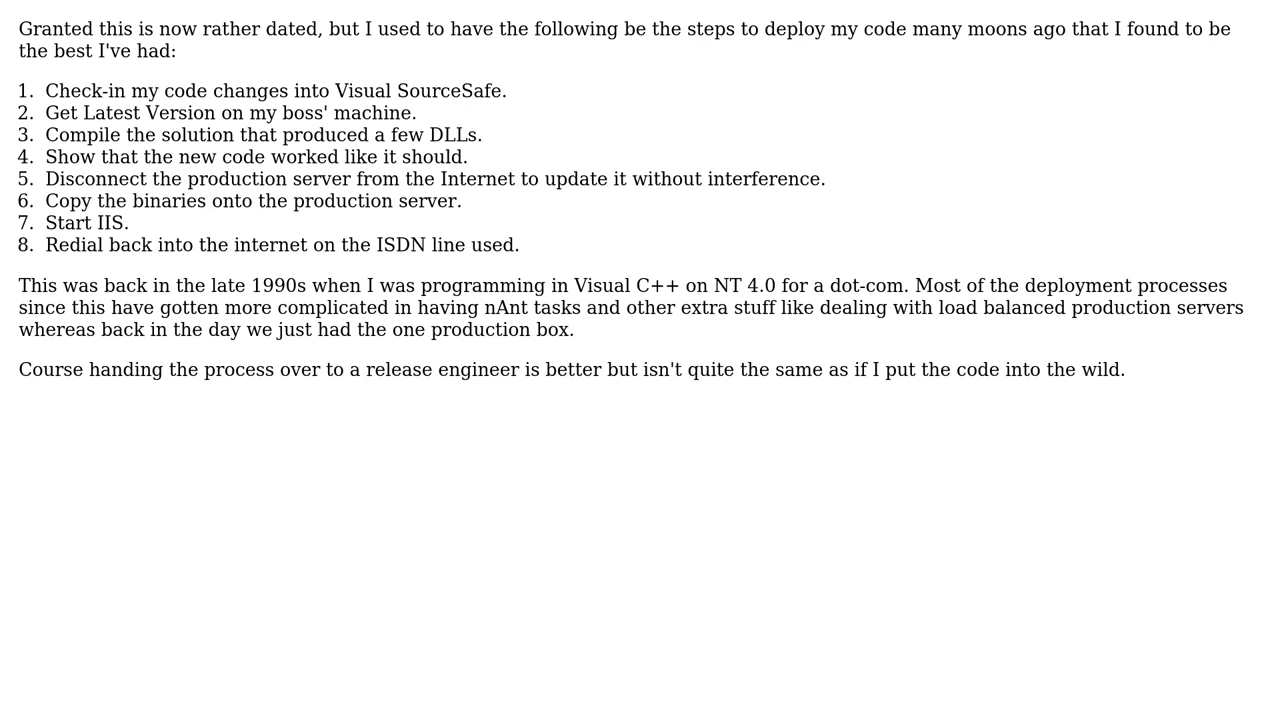 Granted this is now rather dated, but I used to have the following be the steps to deploy my code many moons ago that I found to be
the best I've had:
1. Check-in my code changes into Visual SourceSafe.
2. Get Latest Version on my boss' machine.
3. Compile the solution that produced a few DLLs.
4. Show that the new code worked like it should.
5. Disconnect the production server from the Internet to update it without interference.
6. Copy the binaries onto the production server.
7. Start IIS.
8. Redial back into the internet on the ISDN line used.
This was back in the late 1990s when I was programming in Visual C++ on NT 4.0 for a dot-com. Most of the deployment processes
since this have gotten more complicated in having nAnt tasks and other extra stuff like dealing with load balanced production servers
whereas back in the day we just had the one production box.
Course handing the process over to a release engineer is better but isn't quite the same as if I put the code into the wild.